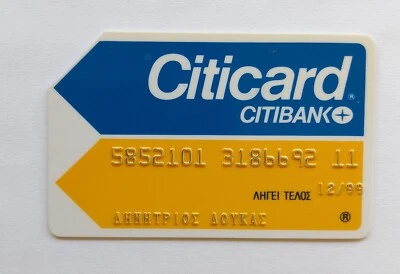 Citicard®
CITIBANK
5852101 3186692 11
ΛΗΓΕΙ ΤΕΛΟΣ 12/99
ΔΗΜΗΤΡΙΟΣ ΔΟΥΚΑΣ ®